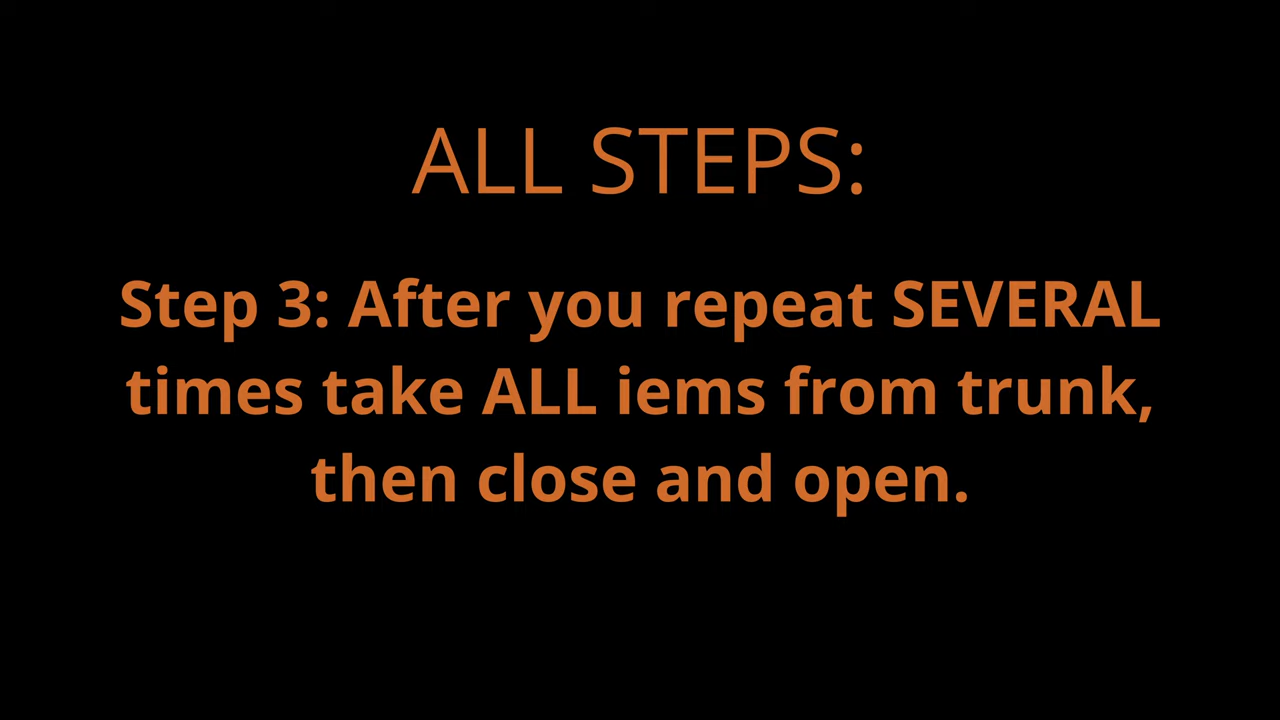 ALL STEPS:
Step 3: After you repeat SEVERAL
times take ALL iems from trunk,
then close and open.